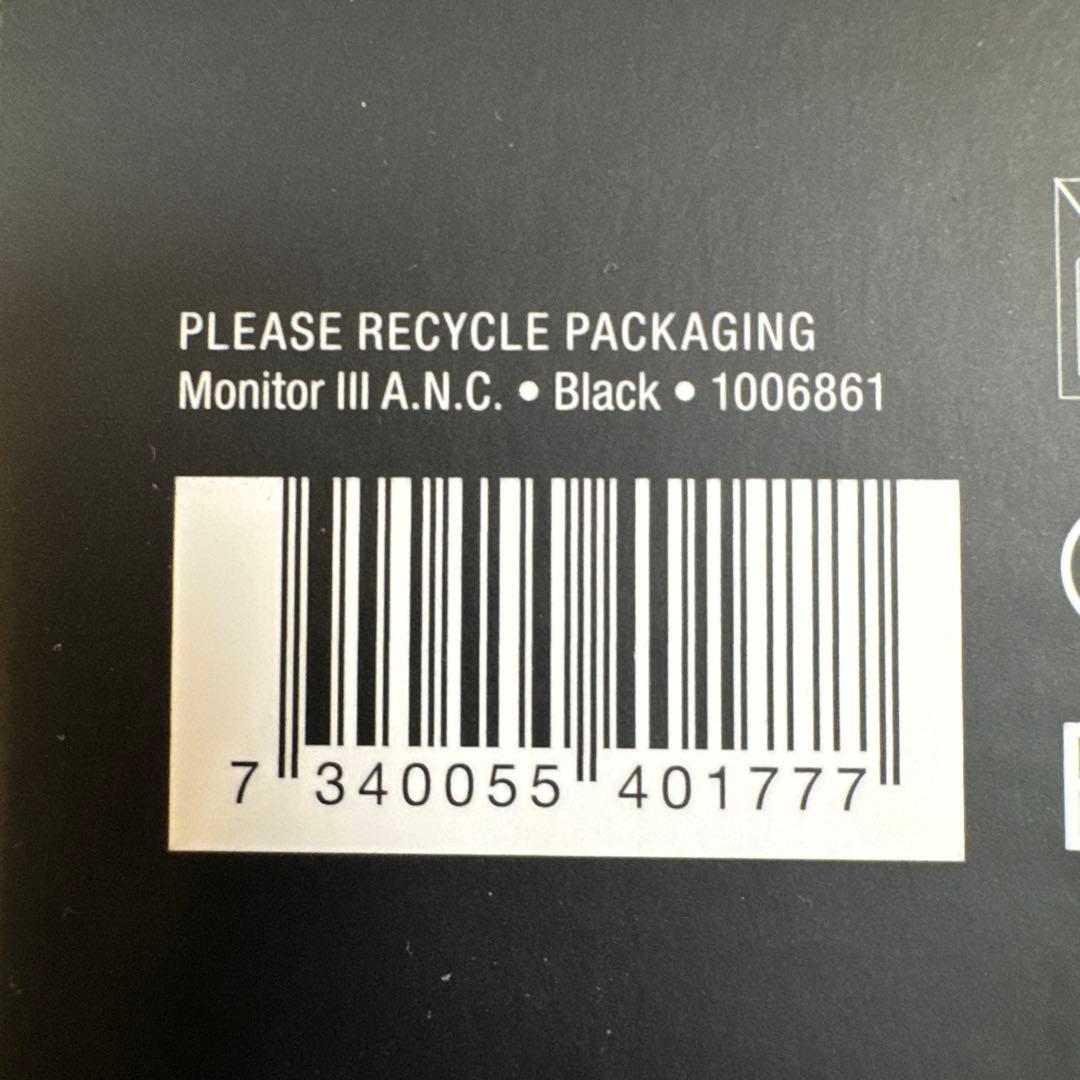 PLEASE RECYCLE PACKAGING
Monitor III A.N.C. • Black • 1006861
7 340055 401777